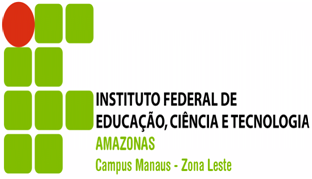 INSTITUTO FEDERAL DE
EDUCAÇÃO, CIÊNCIA E TECNOLOGIA
AMAZONAS
Campus Manaus - Zona Leste